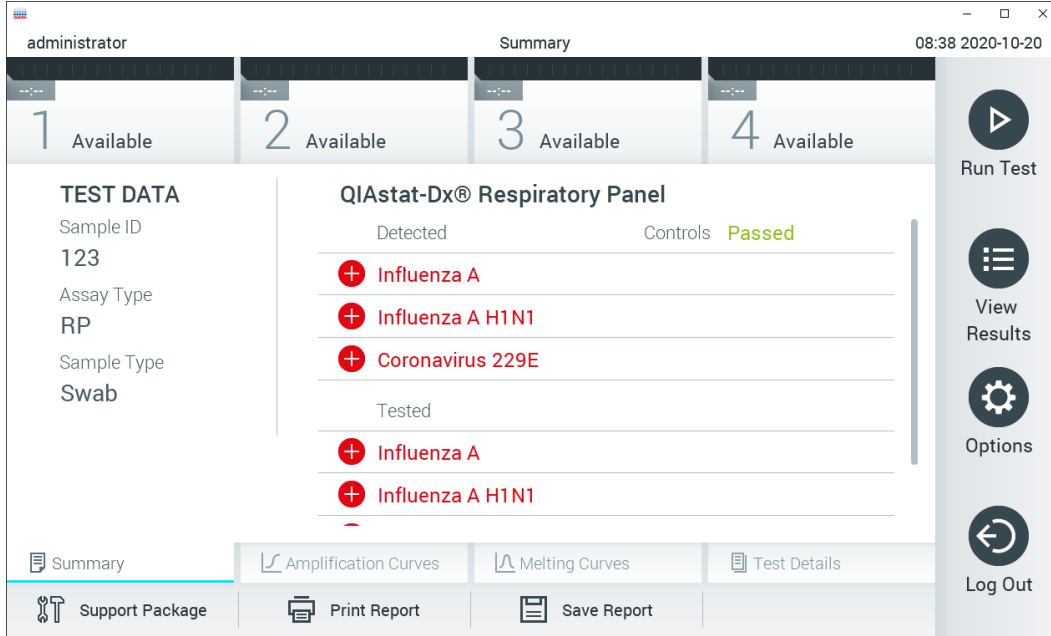 administrator Summary 08:38 2020-10-20
--:-- --:-- --:-- --:--
1 Available 2 Available 3 Available 4 Available
Run Test
TEST DATA
Sample ID
123
Assay Type
RP
Sample Type
Swab
QIAstat-Dx® Respiratory Panel
Detected Controls Passed
Influenza A
Influenza A H1N1
Coronavirus 229E
Tested
Influenza A
Influenza A H1N1
View
Results
Options
Log Out
Summary Amplification Curves Melting Curves Test Details
Support Package Print Report Save Report